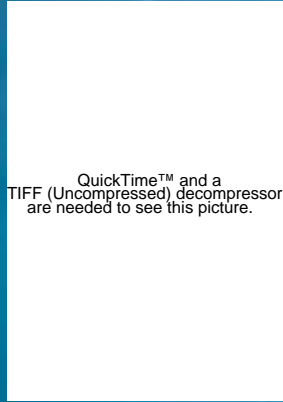 QuickTime™ and a
TIFF (Uncompressed) decompressor
are needed to see this picture.